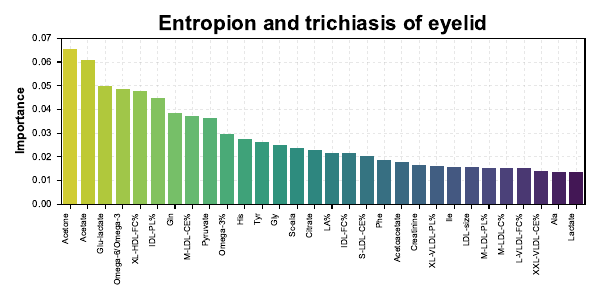 Entropion and trichiasis of eyelid
Importance
0.07
0.06
0.05
0.04
0.03
0.02
0.01
0.00
Acetone
Acetate
Glu-lactate
Omega-6/Omega-3
XL-HDL-FC%
IDL-PL%
Gln
M-LDL-CE%
Pyruvate
Omega-3%
His
Tyr
Gly
Sc-ala
Citrate
LA%
IDL-FC%
S-LDL-CE%
Phe
Acetoacetate
Creatinine
XL-VLDL-PL%
Ile
LDL-size
M-LDL-PL%
M-LDL-C%
L-VLDL-FC%
XXL-VLDL-CE%
Ala
Lactate